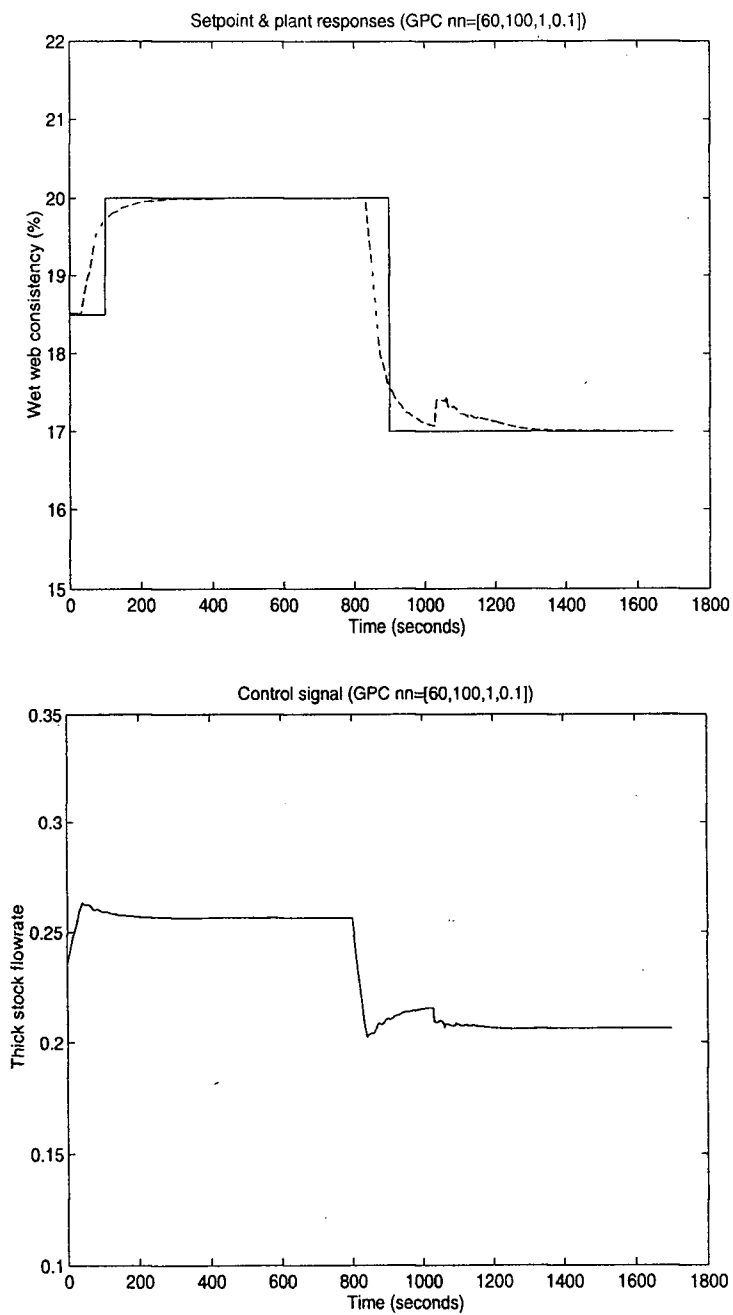 Setpoint & plant responses (GPC nn=[60,100,1,0.1])
22
21
20
19
18
17
16
15
Wet web consistency (%)
0 200 400 600 800 1000 1200 1400 1600 1800
Time (seconds)
Control signal (GPC nn=[60,100,1,0.1])
0.35
0.3
0.25
0.2
0.15
0.1
Thick stock flowrate
0 200 400 600 800 1000 1200 1400 1600 1800
Time (seconds)